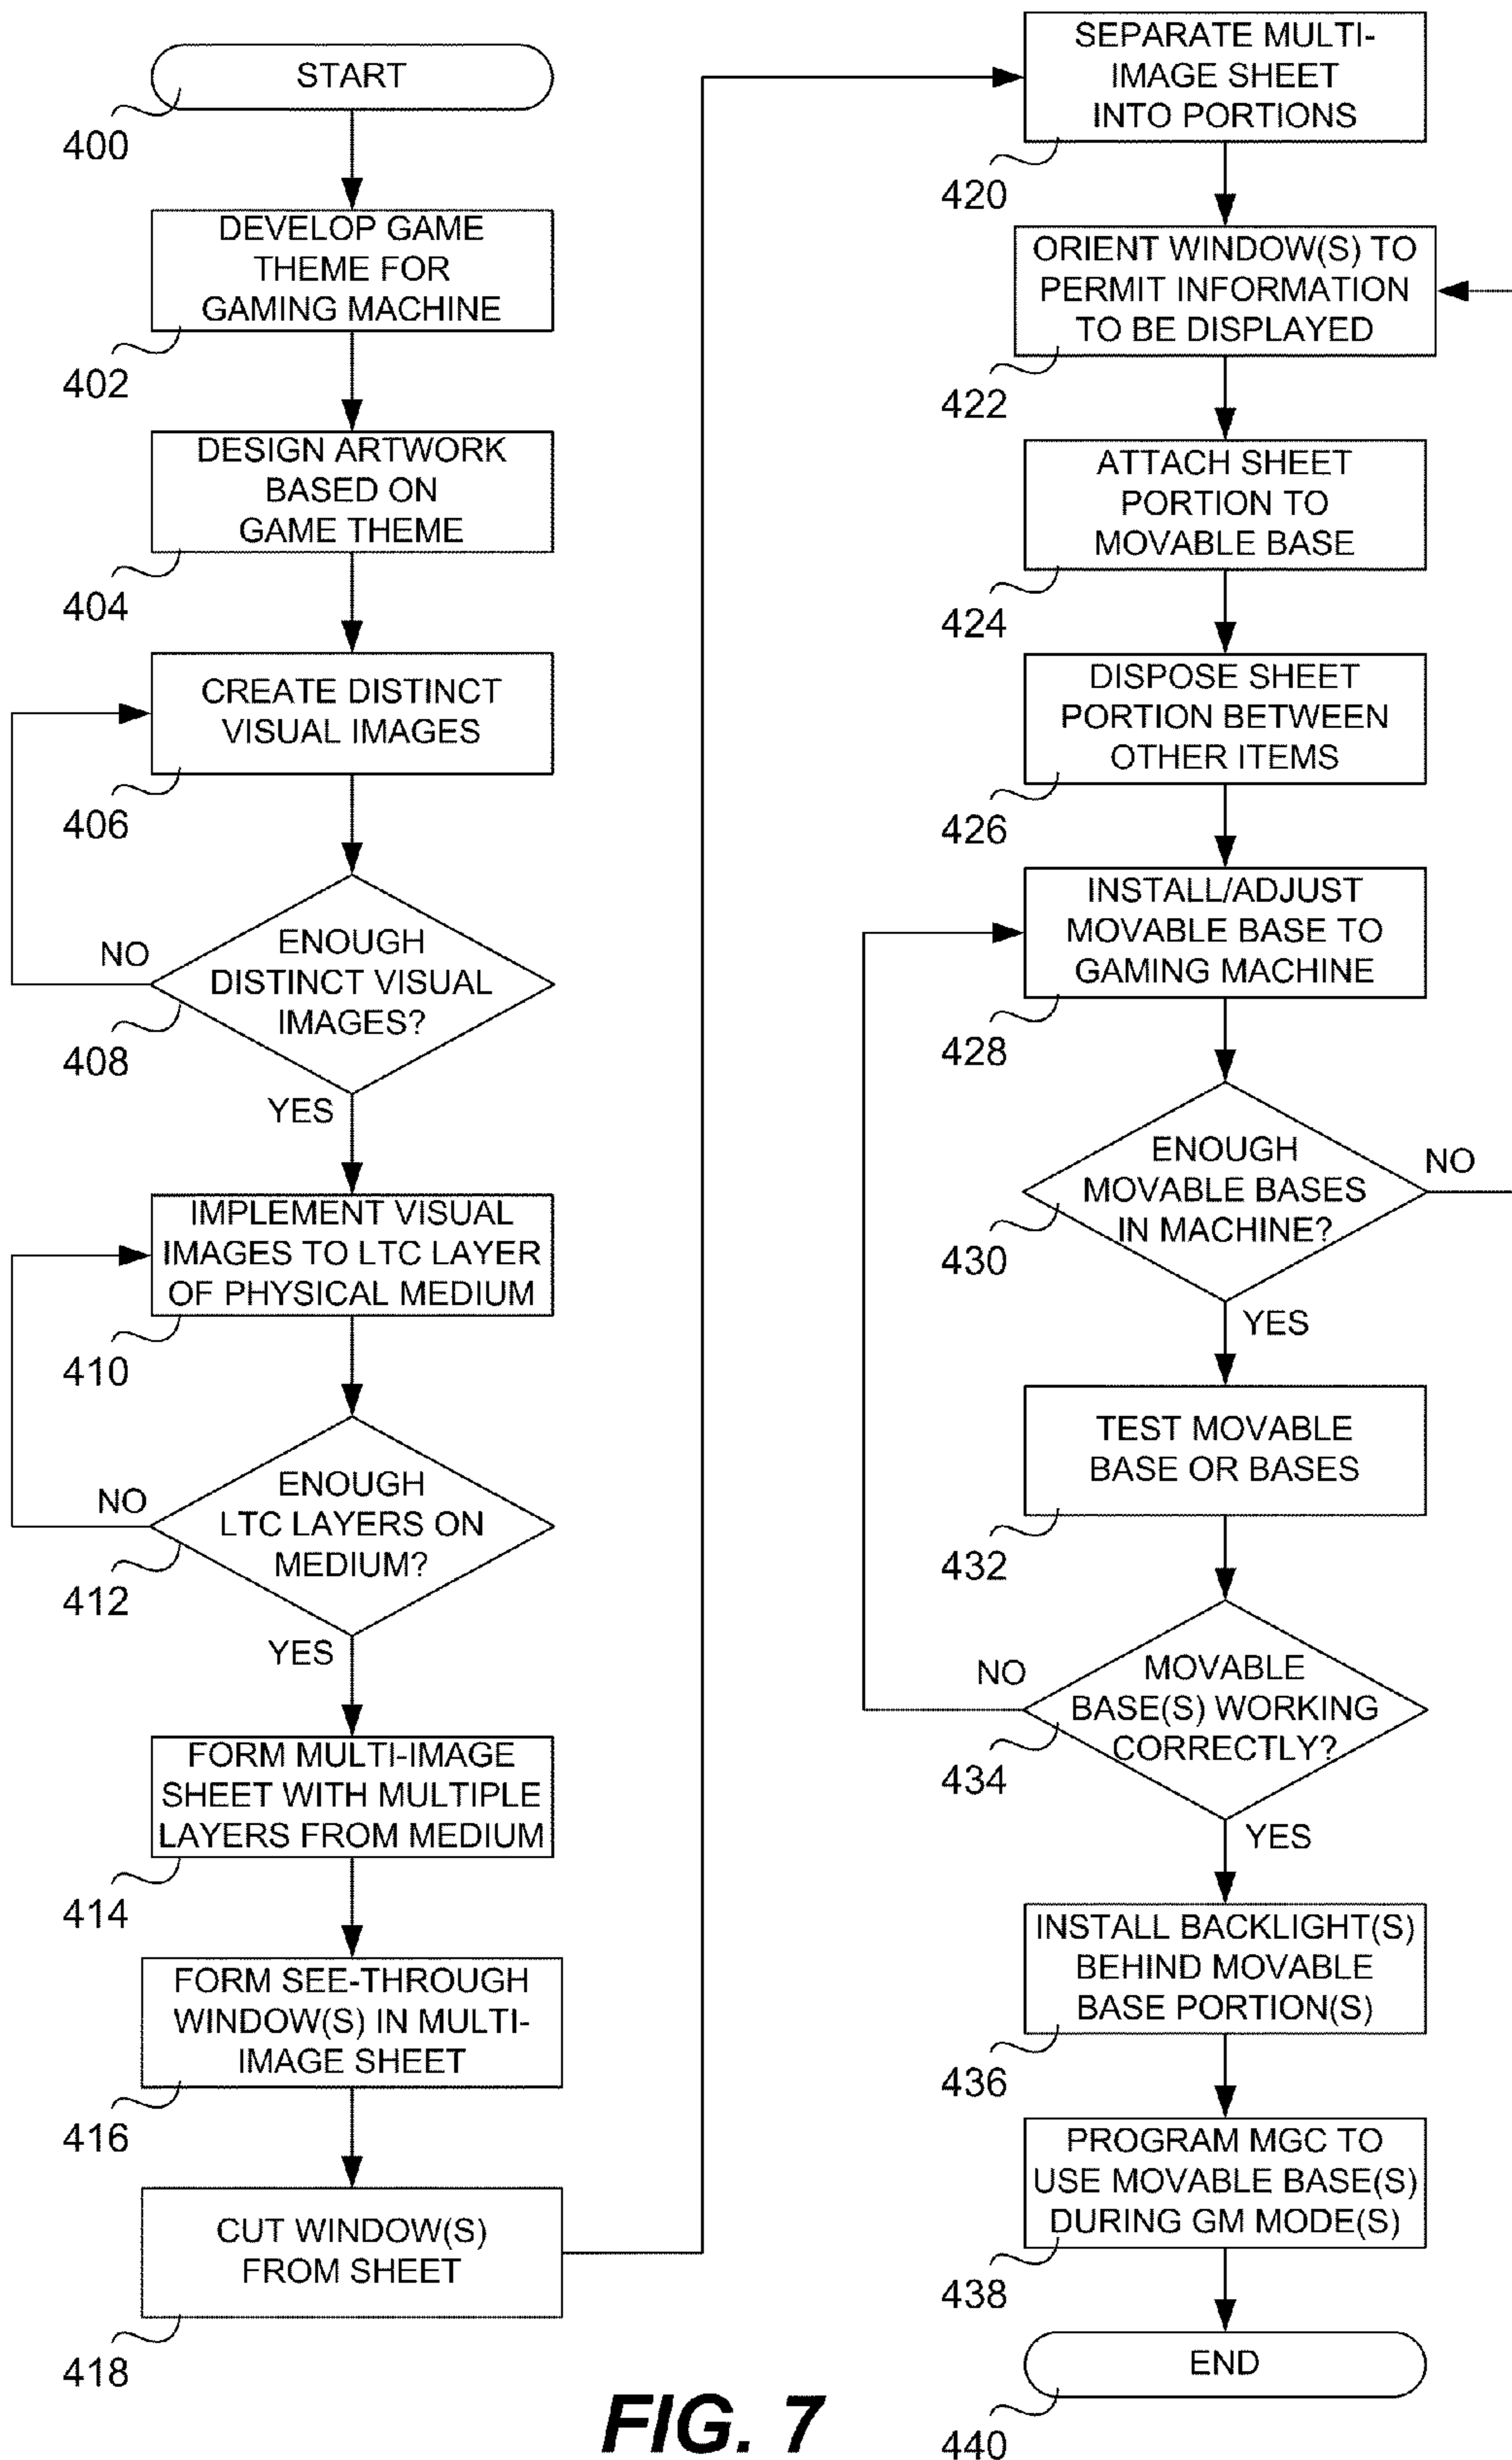 START
400
DEVELOP GAME
THEME FOR
GAMING MACHINE
402
DESIGN ARTWORK
BASED ON
GAME THEME
404
CREATE DISTINCT
VISUAL IMAGES
406
ENOUGH
DISTINCT VISUAL
IMAGES?
NO
408
YES
IMPLEMENT VISUAL
IMAGES TO LTC LAYER
OF PHYSICAL MEDIUM
410
ENOUGH
LTC LAYERS ON
MEDIUM?
NO
412
YES
FORM MULTI-IMAGE
SHEET WITH MULTIPLE
LAYERS FROM MEDIUM
414
FORM SEE-THROUGH
WINDOW(S) IN MULTI-
IMAGE SHEET
416
CUT WINDOW(S)
FROM SHEET
418
SEPARATE MULTI-
IMAGE SHEET
INTO PORTIONS
420
ORIENT WINDOW(S) TO
PERMIT INFORMATION
TO BE DISPLAYED
422
ATTACH SHEET
PORTION TO
MOVABLE BASE
424
DISPOSE SHEET
PORTION BETWEEN
OTHER ITEMS
426
INSTALL/ADJUST
MOVABLE BASE TO
GAMING MACHINE
428
ENOUGH
MOVABLE BASES
IN MACHINE?
NO
430
YES
TEST MOVABLE
BASE OR BASES
432
MOVABLE
BASE(S) WORKING
CORRECTLY?
NO
434
YES
INSTALL BACKLIGHT(S)
BEHIND MOVABLE
BASE PORTION(S)
436
PROGRAM MGC TO
USE MOVABLE BASE(S)
DURING GM MODE(S)
438
END
440
FIG. 7